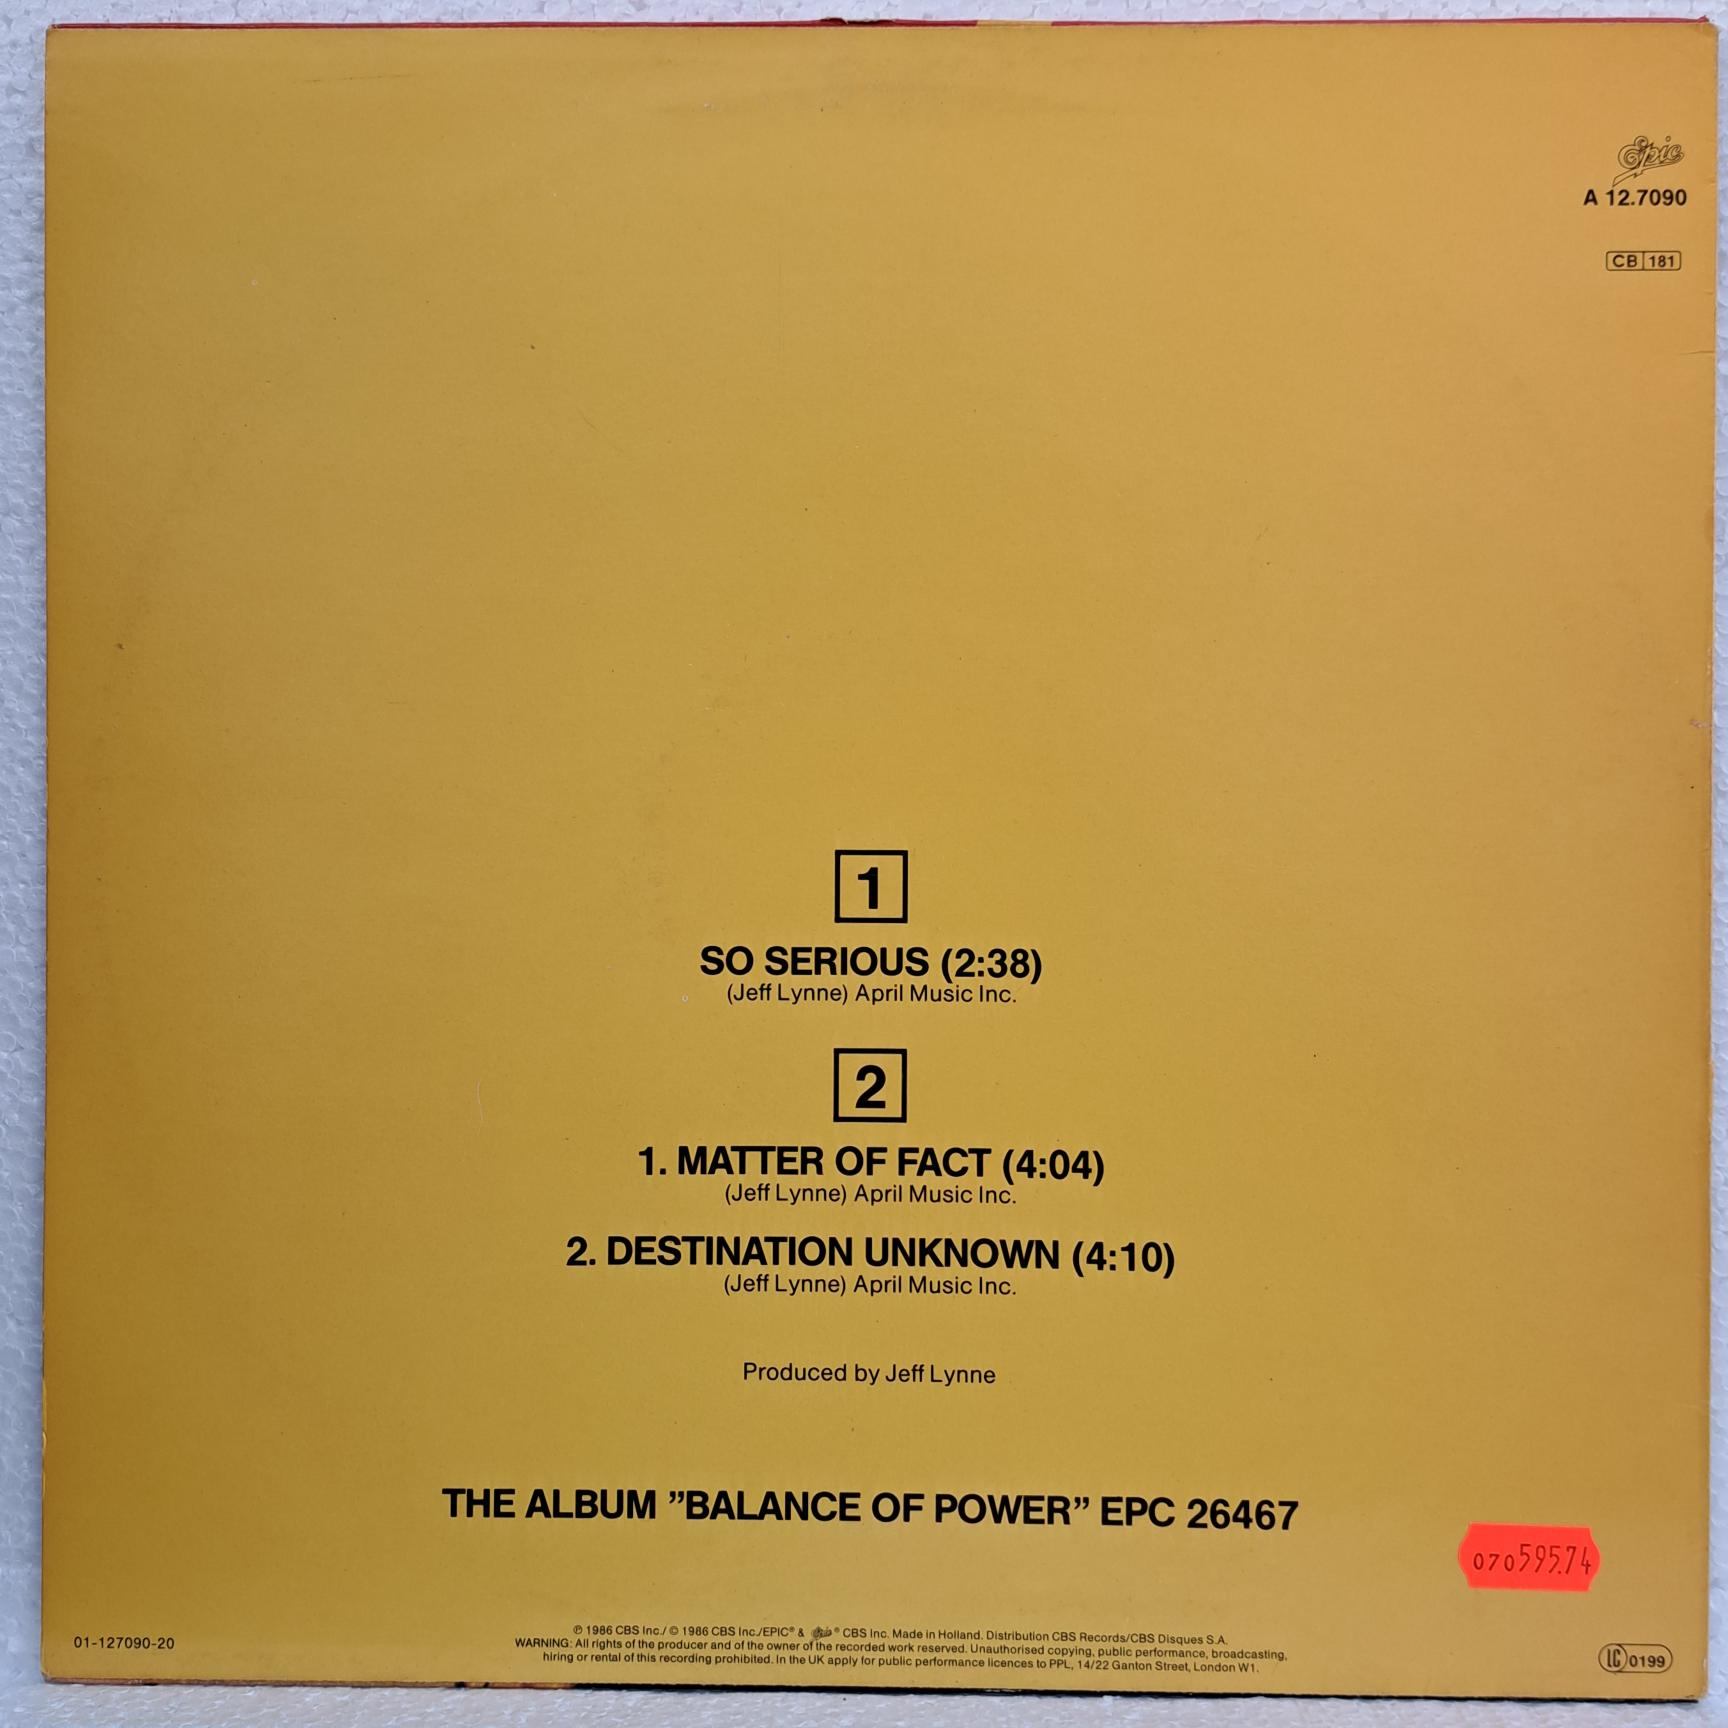 Epic
A 12.7090
CB 181
1
SO SERIOUS (2:38)
(Jeff Lynne) April Music Inc.
2
1. MATTER OF FACT (4:04)
(Jeff Lynne) April Music Inc.
2. DESTINATION UNKNOWN (4:10)
(Jeff Lynne) April Music Inc.
Produced by Jeff Lynne
THE ALBUM ”BALANCE OF POWER” EPC 26467
070595.74
01-127090-20
℗ 1986 CBS Inc./ © 1986 CBS Inc./EPIC® & Epic ® CBS Inc. Made in Holland. Distribution CBS Records/CBS Disques S.A.
WARNING: All rights of the producer and of the owner of the recorded work reserved. Unauthorised copying, public performance, broadcasting,
hiring or rental of this recording prohibited. In the UK apply for public performance licences to PPL, 14/22 Ganton Street, London W1.
LC 0199